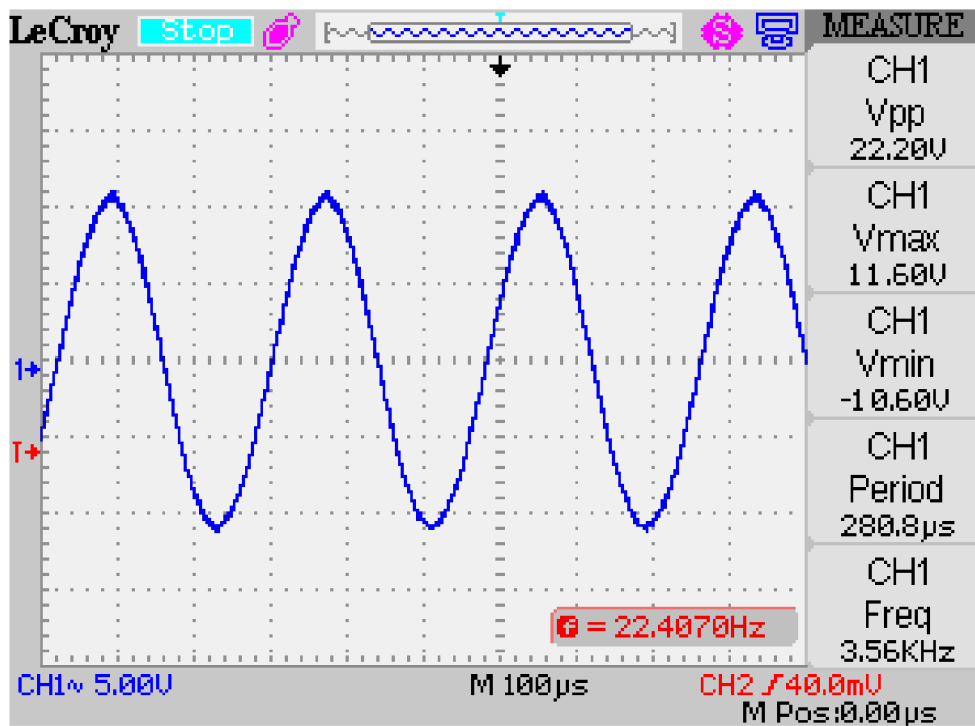 LeCroy Stop MEASURE
CH1
Vpp
22.20V
CH1
Vmax
11.60V
CH1
Vmin
-10.60V
CH1
Period
280.8µs
CH1
Freq
3.56KHz
T
S
1
T
f = 22.4070Hz
CH1~ 5.00V M 100µs CH2 40.0mV
M Pos:0.00µs